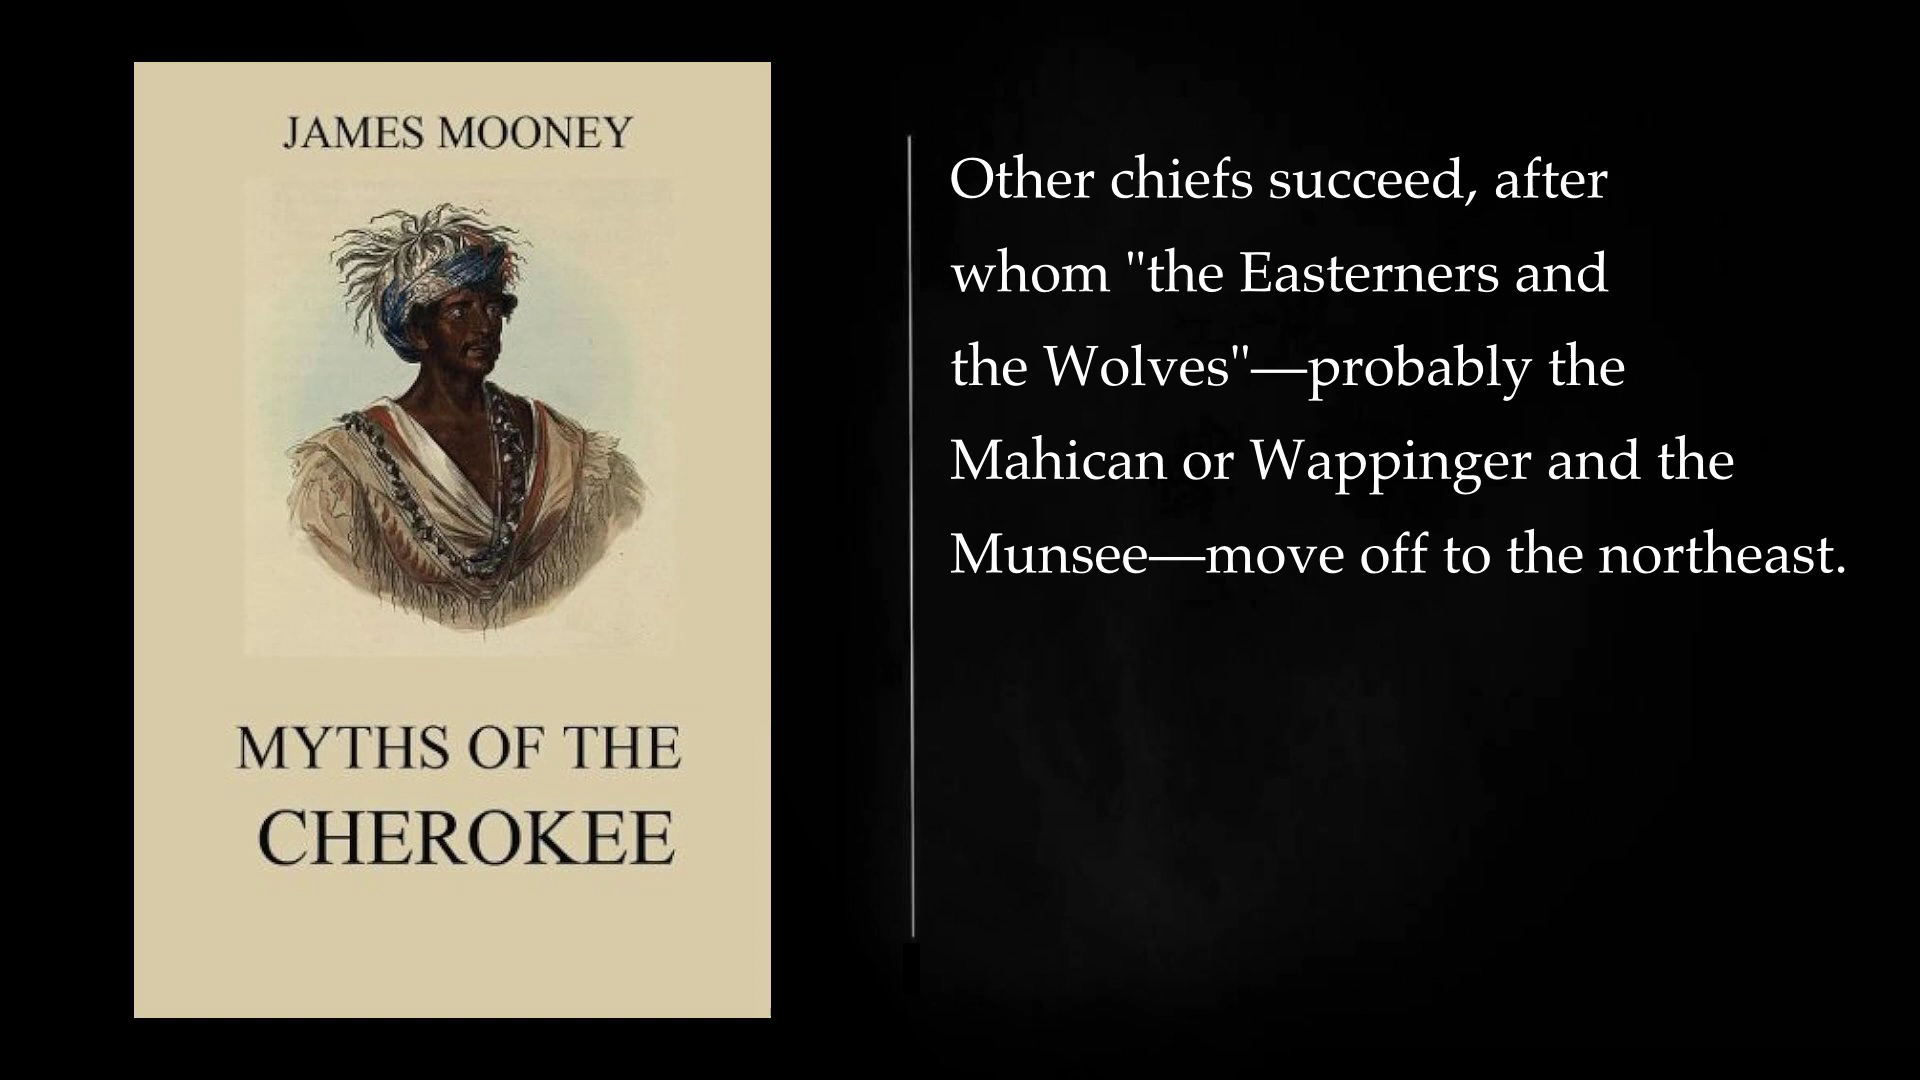 JAMES MOONEY
MYTHS OF THE
CHEROKEE
Other chiefs succeed, after
whom "the Easterners and
the Wolves"—probably the
Mahican or Wappinger and the
Munsee—move off to the northeast.